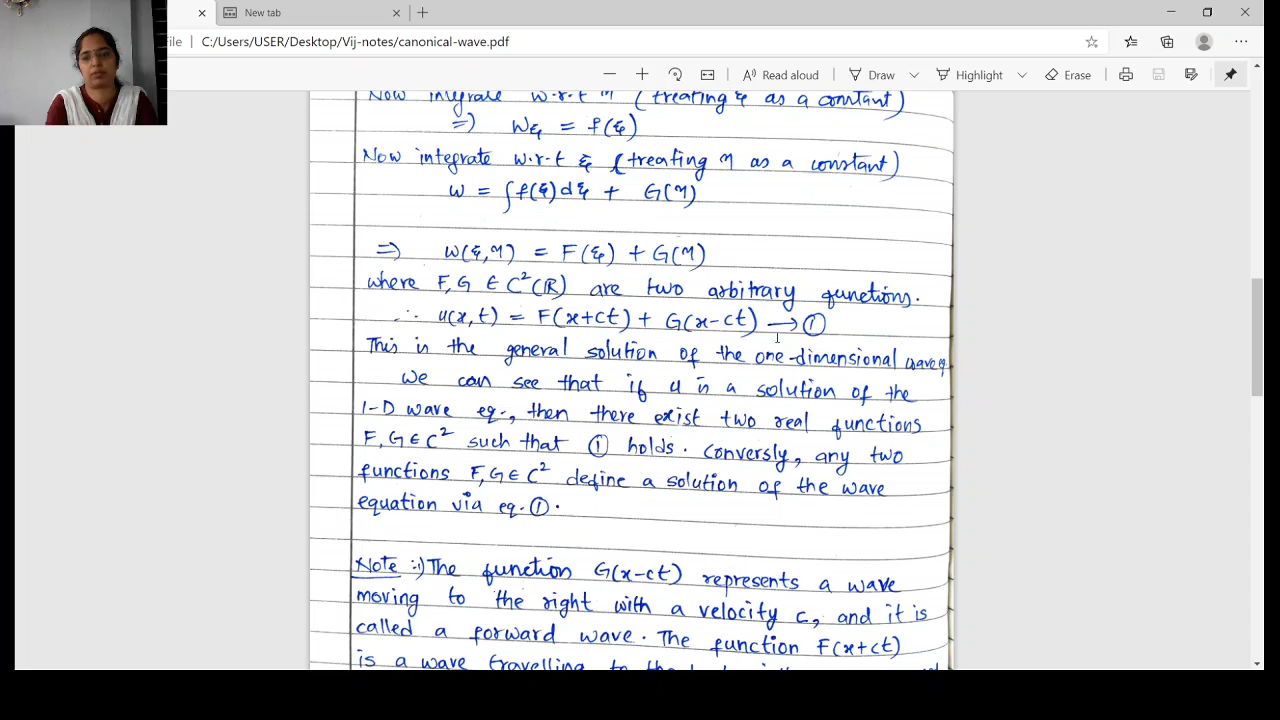 New tab
ile C:/Users/USER/Desktop/Vij-notes/canonical-wave.pdf
Read aloud Draw Highlight Erase
Now integrate w.r.t η (treating ξ as a constant)
⇒ Wξ = f(ξ)
Now integrate w.r.t ξ (treating η as a constant)
w = ∫f(ξ)dξ + G(η)
⇒ w(ξ,η) = F(ξ) + G(η)
where F,G ∈ C²(ℝ) are two arbitrary functions.
∴ u(x,t) = F(x+ct) + G(x-ct) → ①
This is the general solution of the one-dimensional wave eq.
We can see that if u is a solution of the
1-D wave eq., then there exist two real functions
F,G ∈ C² such that ① holds. Conversly, any two
functions F,G ∈ C² define a solution of the wave
equation via eq. ①.
Note :-) The function G(x-ct) represents a wave
moving to the right with a velocity c, and it is
called a forward wave. The function F(x+ct)
is a wave travelling to the